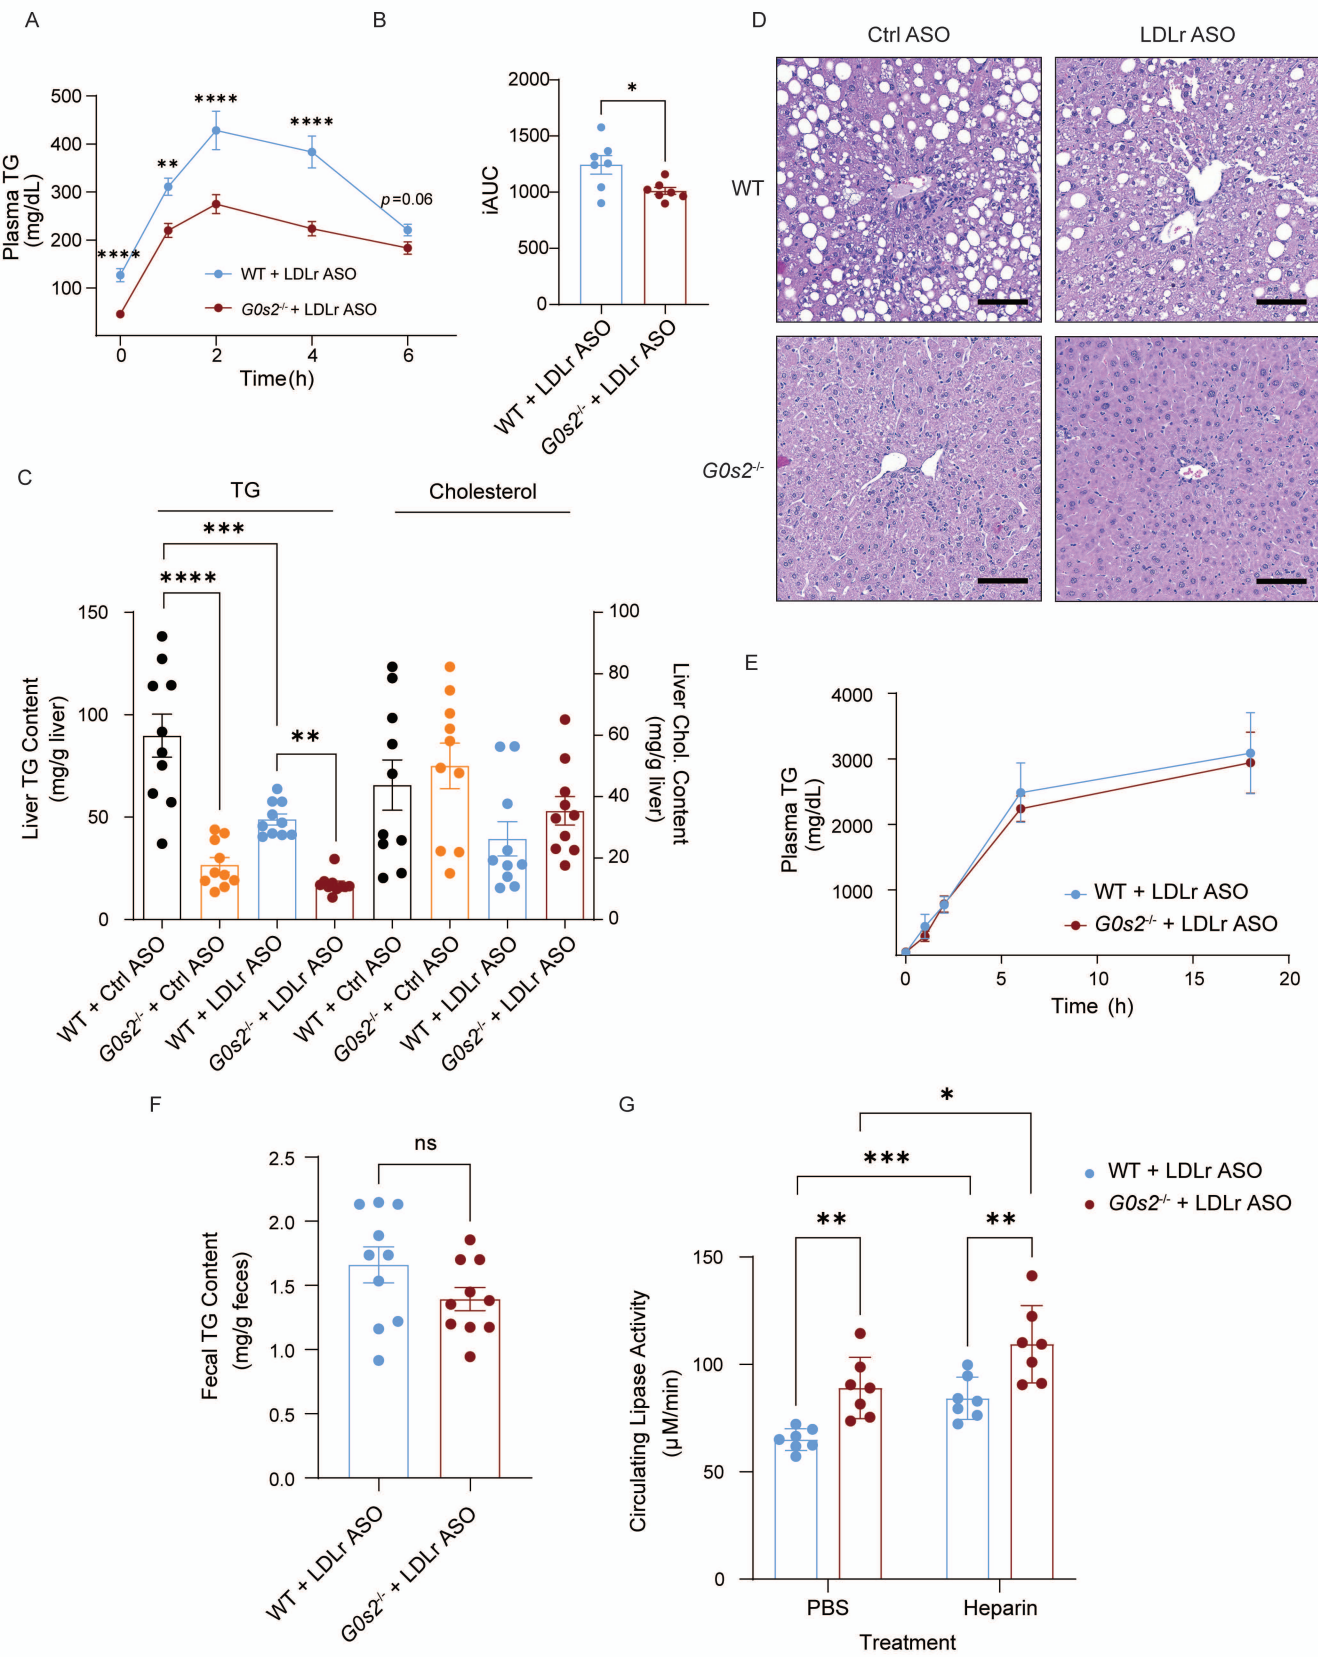 A
Plasma TG
(mg/dL)
500
400
300
200
100
****
**
****
****
p=0.06
WT + LDLr ASO
G0s2-/- + LDLr ASO
0
2
4
6
Time(h)
B
iAUC
2000
1500
1000
500
0
*
WT + LDLr ASO
G0s2-/- + LDLr ASO
D
Ctrl ASO
LDLr ASO
WT
G0s2-/-
C
TG
Cholesterol
***
****
**
Liver TG Content
(mg/g liver)
150
100
50
0
100
80
60
40
20
0
Liver Chol. Content
(mg/g liver)
WT + Ctrl ASO
G0s2-/- + Ctrl ASO
WT + LDLr ASO
G0s2-/- + LDLr ASO
WT + Ctrl ASO
G0s2-/- + Ctrl ASO
WT + LDLr ASO
G0s2-/- + LDLr ASO
E
Plasma TG
(mg/dL)
4000
3000
2000
1000
WT + LDLr ASO
G0s2-/- + LDLr ASO
0
5
10
15
20
Time (h)
F
Fecal TG Content
(mg/g feces)
2.5
2.0
1.5
1.0
0.5
0.0
ns
WT + LDLr ASO
G0s2-/- + LDLr ASO
G
*
***
**
**
WT + LDLr ASO
G0s2-/- + LDLr ASO
Circulating Lipase Activity
(µM/min)
150
100
50
0
PBS
Heparin
Treatment